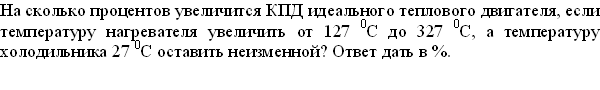 На сколько процентов увеличится КПД идеального теплового двигателя, если
температуру нагревателя увеличить от 127 ⁰С до 327 ⁰С, а температуру
холодильника 27 ⁰С оставить неизменной? Ответ дать в %.